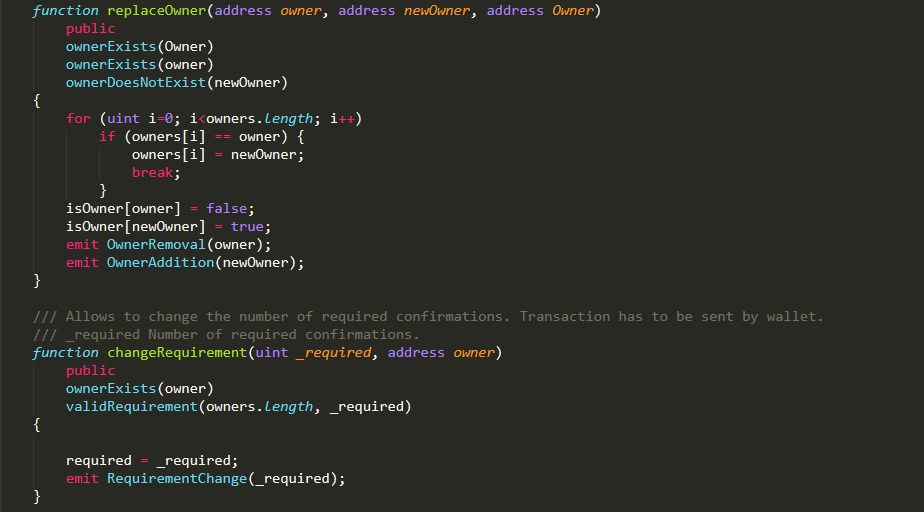 function replaceOwner(address owner, address newOwner, address Owner)
public
ownerExists(Owner)
ownerExists(owner)
ownerDoesNotExist(newOwner)
{
for (uint i=0; i<owners.length; i++)
if (owners[i] == owner) {
owners[i] = newOwner;
break;
}
isOwner[owner] = false;
isOwner[newOwner] = true;
emit OwnerRemoval(owner);
emit OwnerAddition(newOwner);
}
/// Allows to change the number of required confirmations. Transaction has to be sent by wallet.
/// _required Number of required confirmations.
function changeRequirement(uint _required, address owner)
public
ownerExists(owner)
validRequirement(owners.length, _required)
{
required = _required;
emit RequirementChange(_required);
}